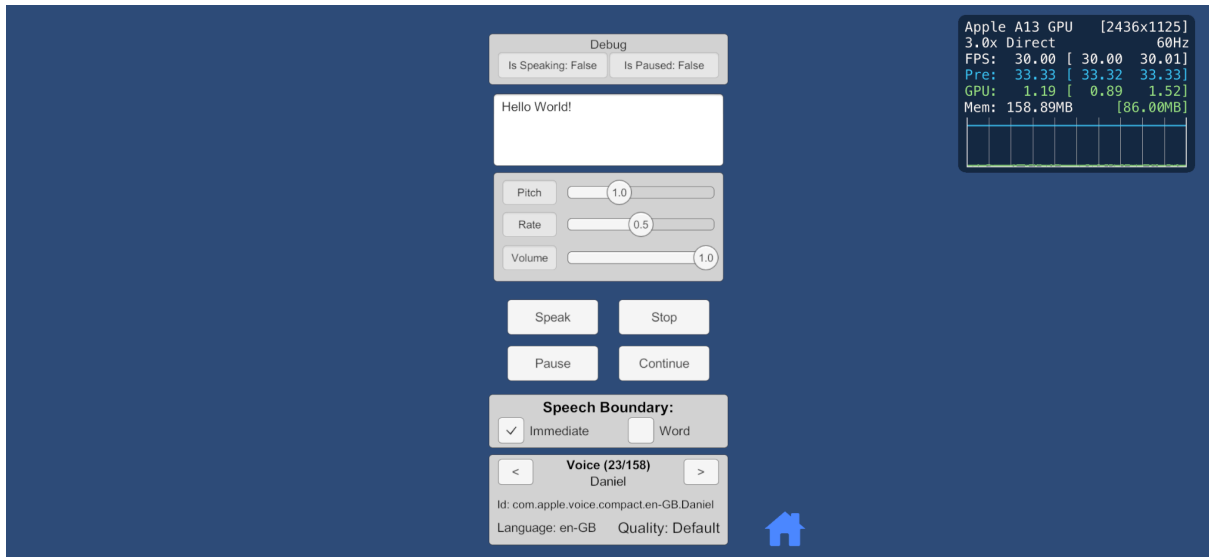 Debug
Is Speaking: False Is Paused: False
Hello World!
Pitch 1.0
Rate 0.5
Volume 1.0
Speak Stop
Pause Continue
Speech Boundary:
✓ Immediate Word
< Voice (23/158) >
Daniel
Id: com.apple.voice.compact.en-GB.Daniel
Language: en-GB Quality: Default
Apple A13 GPU [2436x1125]
3.0x Direct 60Hz
FPS: 30.00 [ 30.00 30.01]
Pre: 33.33 [ 33.32 33.33]
GPU: 1.19 [ 0.89 1.52]
Mem: 158.89MB [86.00MB]